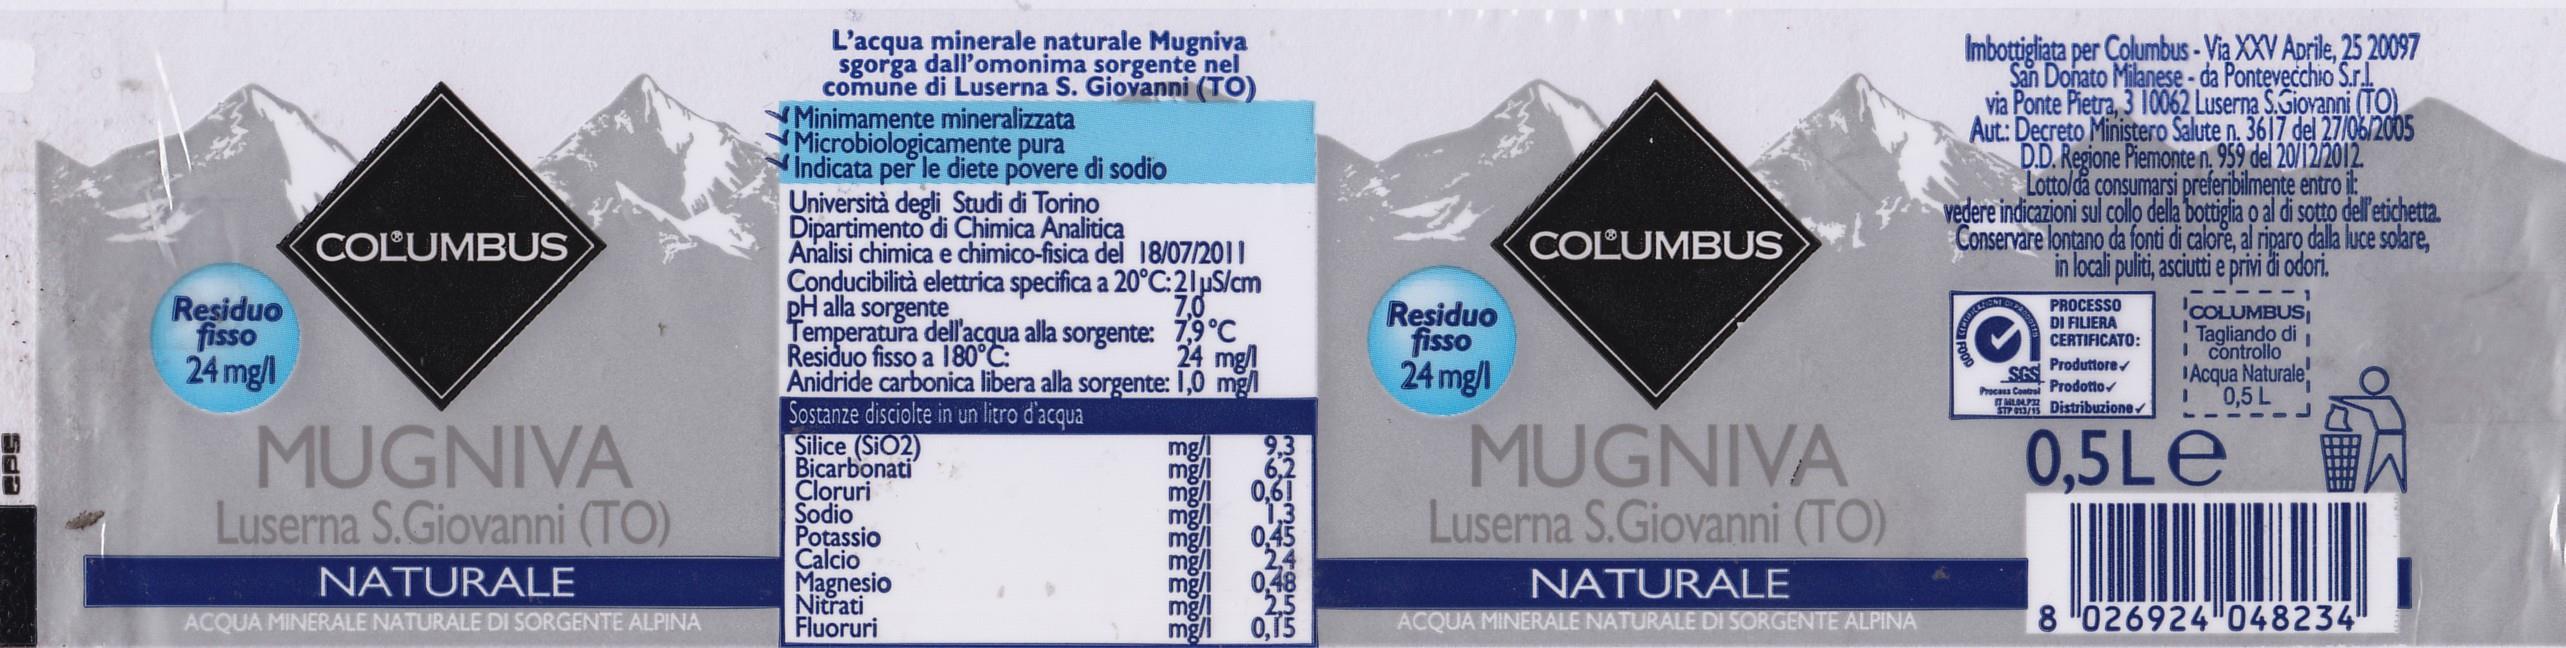 COLUMBUS
Residuo
fisso
24 mg/l
MUGNIVA
Luserna S.Giovanni (TO)
NATURALE
ACQUA MINERALE NATURALE DI SORGENTE ALPINA
eps
L'acqua minerale naturale Mugniva
sgorga dall'omonima sorgente nel
comune di Luserna S. Giovanni (TO)
Minimamente mineralizzata
Microbiologicamente pura
Indicata per le diete povere di sodio
Università degli Studi di Torino
Dipartimento di Chimica Analitica
Analisi chimica e chimico-fisica del 18/07/2011
Conducibilità elettrica specifica a 20°C: 21 µS/cm
pH alla sorgente 7,0
Temperatura dell'acqua alla sorgente: 7,9 °C
Residuo fisso a 180°C: 24 mg/l
Anidride carbonica libera alla sorgente: 1,0 mg/l
Sostanze disciolte in un litro d'acqua
Silice (SiO2) mg/l 9,3
Bicarbonati mg/l 6,2
Cloruri mg/l 0,61
Sodio mg/l 1,3
Potassio mg/l 0,45
Calcio mg/l 2,4
Magnesio mg/l 0,48
Nitrati mg/l 2,5
Fluoruri mg/l 0,15
COLUMBUS
Residuo
fisso
24 mg/l
MUGNIVA
Luserna S.Giovanni (TO)
NATURALE
ACQUA MINERALE NATURALE DI SORGENTE ALPINA
Imbottigliata per Columbus - Via XXV Aprile, 25 20097
San Donato Milanese - da Pontevecchio S.r.l.
via Ponte Pietra, 3 10062 Luserna S.Giovanni (TO)
Aut.: Decreto Ministero Salute n. 3617 del 27/06/2005
D.D. Regione Piemonte n. 959 del 20/12/2012.
Lotto/da consumarsi preferibilmente entro il:
vedere indicazioni sul collo della bottiglia o al di sotto dell'etichetta.
Conservare lontano da fonti di calore, al riparo dalla luce solare,
in locali puliti, asciutti e privi di odori.
SGS
Process Control
PROCESSO
DI FILIERA
CERTIFICATO:
Produttore ✓
Prodotto ✓
Distribuzione ✓
COLUMBUS
Tagliando di
controllo
Acqua Naturale
0,5 L
0,5 L e
8 026924 048234